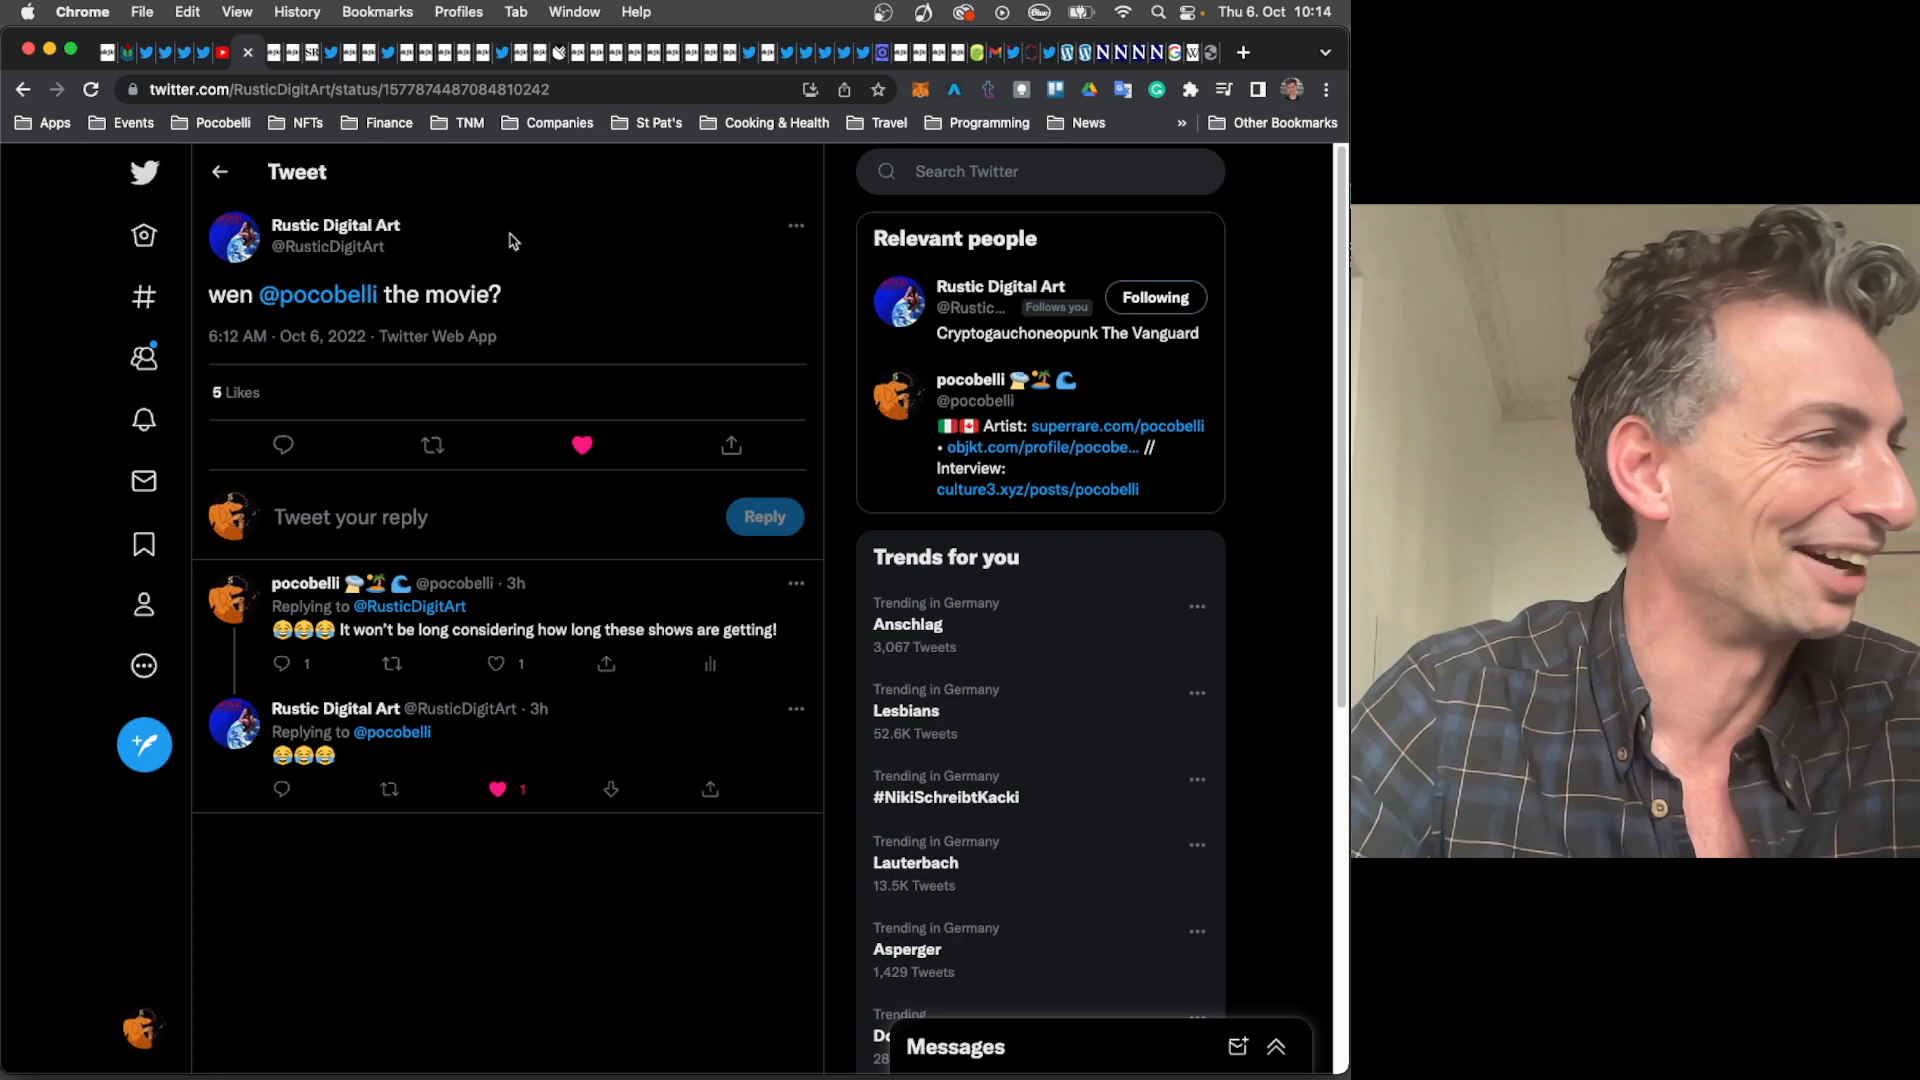 Chrome File Edit View History Bookmarks Profiles Tab Window Help Thu 6. Oct 10:14
twitter.com/RusticDigitArt/status/1577874487084810242
Apps Events Pocobelli NFTs Finance TNM Companies St Pat's Cooking & Health Travel Programming News » Other Bookmarks
Tweet
Rustic Digital Art
@RusticDigitArt
wen @pocobelli the movie?
6:12 AM · Oct 6, 2022 · Twitter Web App
5 Likes
Tweet your reply
Reply
pocobelli @pocobelli · 3h
Replying to @RusticDigitArt
😂😂😂 It won't be long considering how long these shows are getting!
1 1
Rustic Digital Art @RusticDigitArt · 3h
Replying to @pocobelli
😂😂😂
1
Search Twitter
Relevant people
Rustic Digital Art
@Rustic... Follows you
Following
Cryptogauchoneopunk The Vanguard
pocobelli
@pocobelli
🇮🇹🇨🇦 Artist: superrare.com/pocobelli
• objkt.com/profile/pocobe... //
Interview:
culture3.xyz/posts/pocobelli
Trends for you
Trending in Germany
Anschlag
3,067 Tweets
Trending in Germany
Lesbians
52.6K Tweets
Trending in Germany
#NikiSchreibtKacki
Trending in Germany
Lauterbach
13.5K Tweets
Trending in Germany
Asperger
1,429 Tweets
Trending
Messages